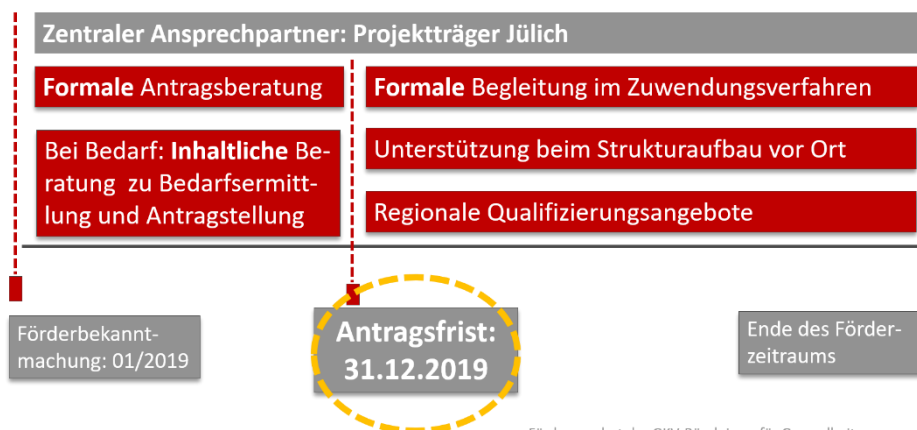 Zentraler Ansprechpartner: Projektträger Jülich
Formale Antragsberatung
Formale Begleitung im Zuwendungsverfahren
Bei Bedarf: Inhaltliche Be-
ratung zu Bedarfsermitt-
lung und Antragstellung
Unterstützung beim Strukturaufbau vor Ort
Regionale Qualifizierungsangebote
Förderbekannt-
machung: 01/2019
Antragsfrist:
31.12.2019
Ende des Förder-
zeitraums